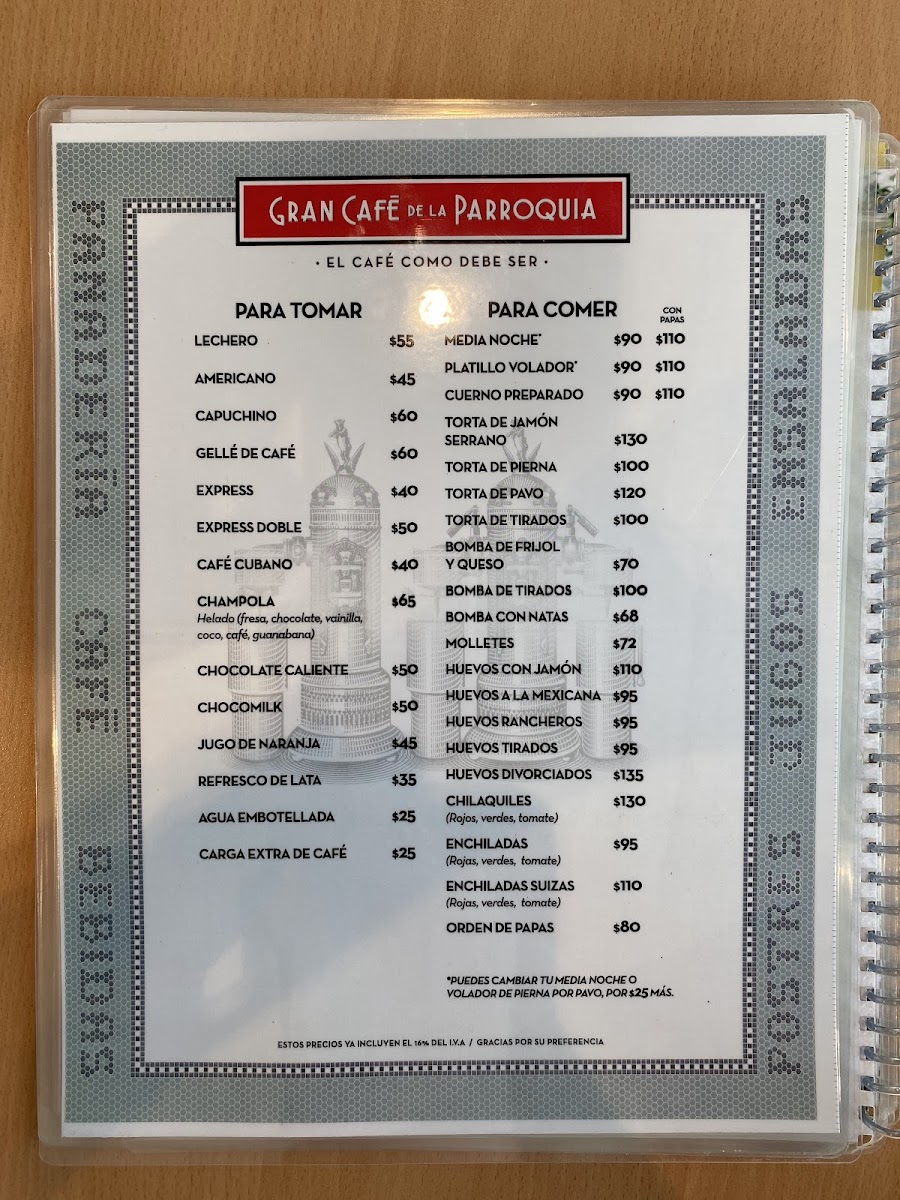 GRAN CAFÉ DE LA PARROQUIA
· EL CAFÉ COMO DEBE SER ·
PARA TOMAR
LECHERO $55
AMERICANO $45
CAPUCHINO $60
GELLÉ DE CAFÉ $60
EXPRESS $40
EXPRESS DOBLE $50
CAFÉ CUBANO $40
CHAMPOLA $65
Helado (fresa, chocolate, vainilla,
coco, café, guanabana)
CHOCOLATE CALIENTE $50
CHOCOMILK $50
JUGO DE NARANJA $45
REFRESCO DE LATA $35
AGUA EMBOTELLADA $25
CARGA EXTRA DE CAFÉ $25
PARA COMER CON
PAPAS
MEDIA NOCHE* $90 $110
PLATILLO VOLADOR* $90 $110
CUERNO PREPARADO $90 $110
TORTA DE JAMÓN
SERRANO $130
TORTA DE PIERNA $100
TORTA DE PAVO $120
TORTA DE TIRADOS $100
BOMBA DE FRIJOL
Y QUESO $70
BOMBA DE TIRADOS $100
BOMBA CON NATAS $68
MOLLETES $72
HUEVOS CON JAMÓN $110
HUEVOS A LA MEXICANA $95
HUEVOS RANCHEROS $95
HUEVOS TIRADOS $95
HUEVOS DIVORCIADOS $135
CHILAQUILES $130
(Rojos, verdes, tomate)
ENCHILADAS $95
(Rojas, verdes, tomate)
ENCHILADAS SUIZAS $110
(Rojas, verdes, tomate)
ORDEN DE PAPAS $80
*PUEDES CAMBIAR TU MEDIA NOCHE O
VOLADOR DE PIERNA POR PAVO, POR $25 MÁS.
ESTOS PRECIOS YA INCLUYEN EL 16% DEL I.V.A / GRACIAS POR SU PREFERENCIA
PANADERÍA CAFÉ BEBIDAS
SÁNDWICHES JUGOS POSTRES